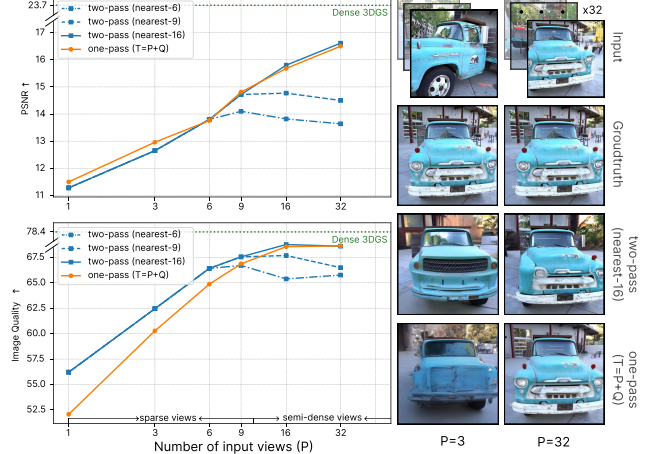 23.7
17
16
15
14
13
12
11
PSNR ↑
two-pass (nearest-6)
two-pass (nearest-9)
two-pass (nearest-16)
one-pass (T=P+Q)
Dense 3DGS
1
3
6
9
16
32
78.4
67.5
65.0
62.5
60.0
57.5
55.0
52.5
Image Quality ↑
two-pass (nearest-6)
two-pass (nearest-9)
two-pass (nearest-16)
one-pass (T=P+Q)
Dense 3DGS
sparse views
semi-dense views
1
3
6
9
16
32
Number of input views (P)
x32
Input
Groudtruth
two-pass
(nearest-16)
one-pass
(T=P+Q)
P=3
P=32